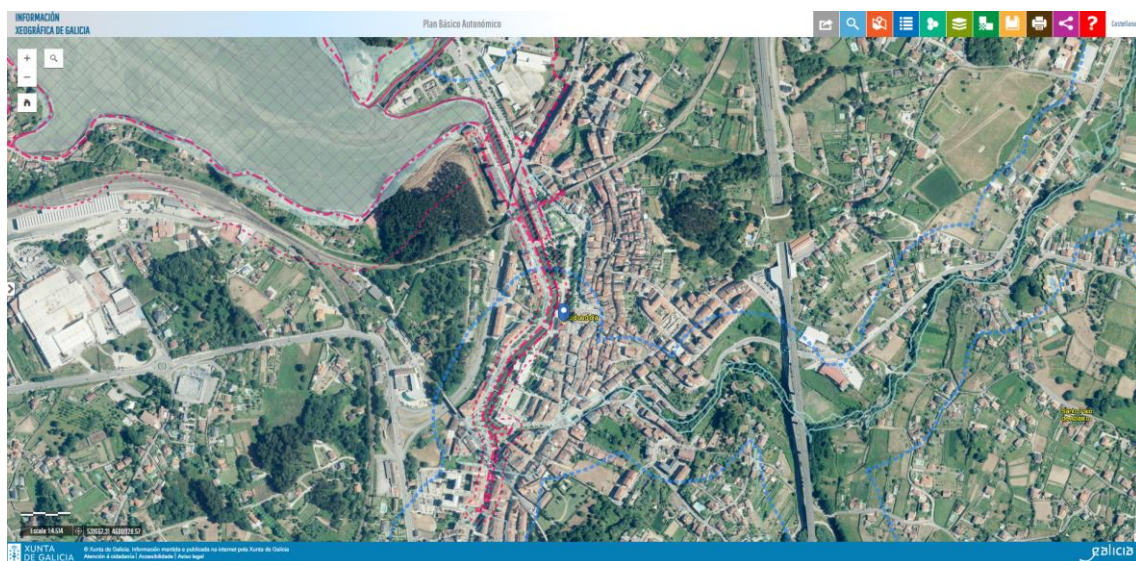 INFORMACIÓN
XEOGRÁFICA DE GALICIA
Plan Básico Autonómico
Castellano
+
−
Escala 1:4.514
XUNTA
DE GALICIA
© Xunta de Galicia. Información mantida e publicada na internet pola Xunta de Galicia
Atención á cidadanía | Accesibilidade | Aviso legal
galicia